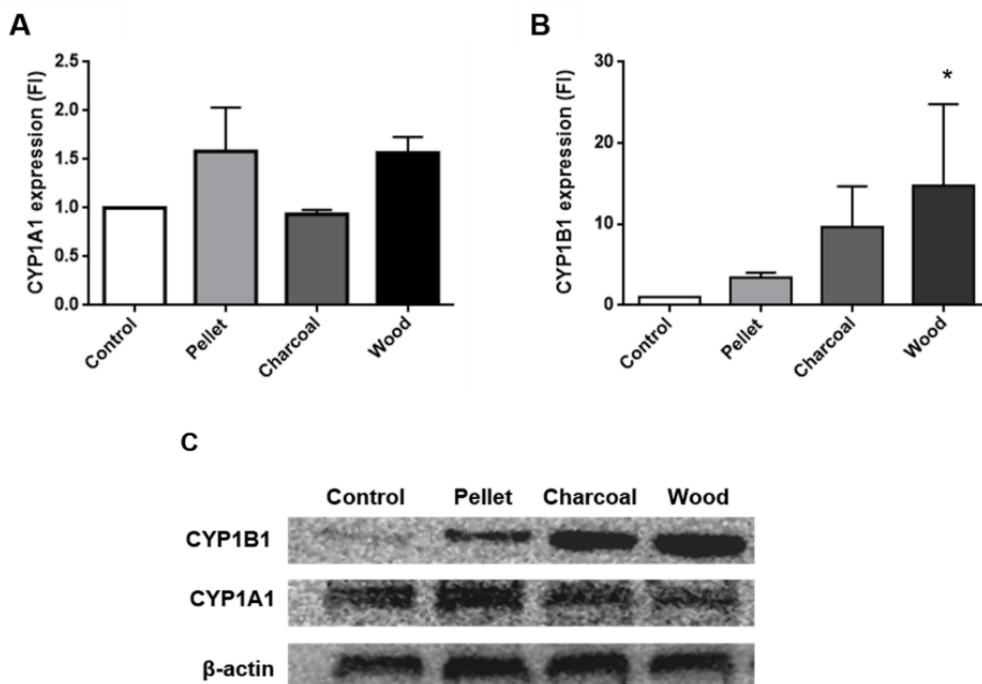 A
CYP1A1 expression (FI)
2.5
2.0
1.5
1.0
0.5
0.0
Control
Pellet
Charcoal
Wood
B
CYP1B1 expression (FI)
30
20
10
0
*
Control
Pellet
Charcoal
Wood
C
Control Pellet Charcoal Wood
CYP1B1
CYP1A1
β-actin